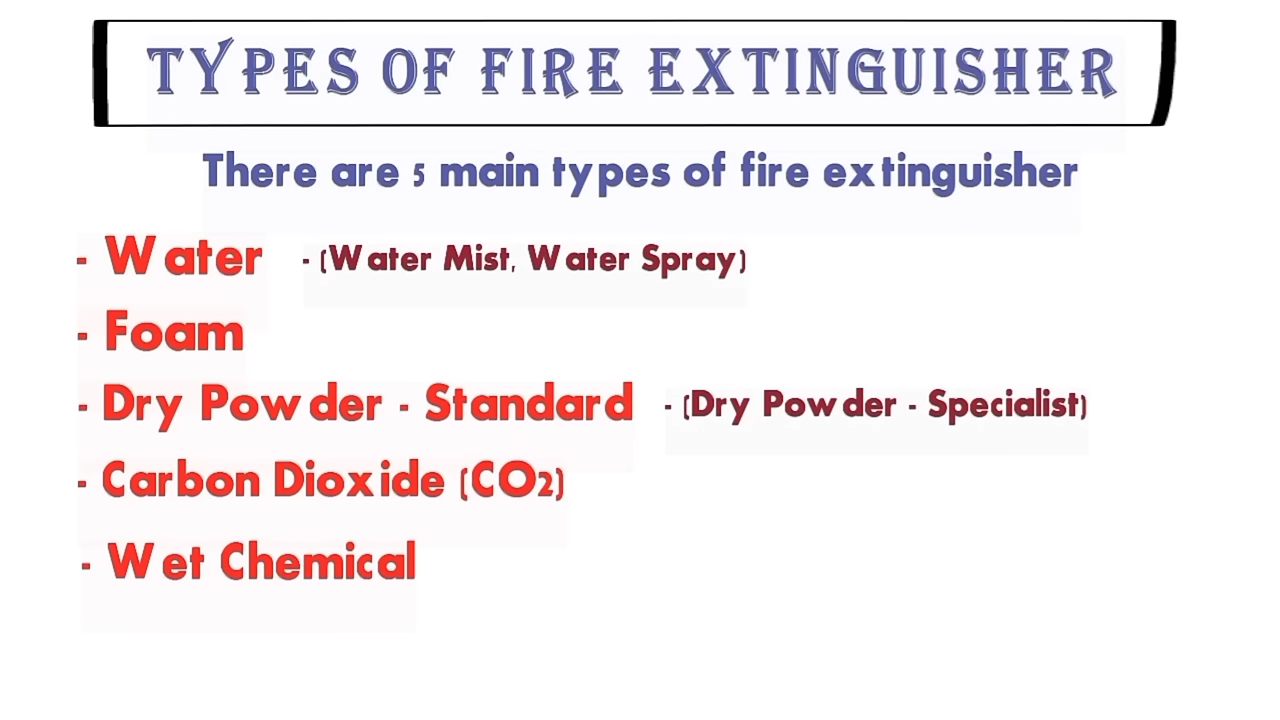 TYPES OF FIRE EXTINGUISHER
There are 5 main types of fire extinguisher
- Water - (Water Mist, Water Spray)
- Foam
- Dry Powder - Standard - (Dry Powder - Specialist)
- Carbon Dioxide (CO2)
- Wet Chemical